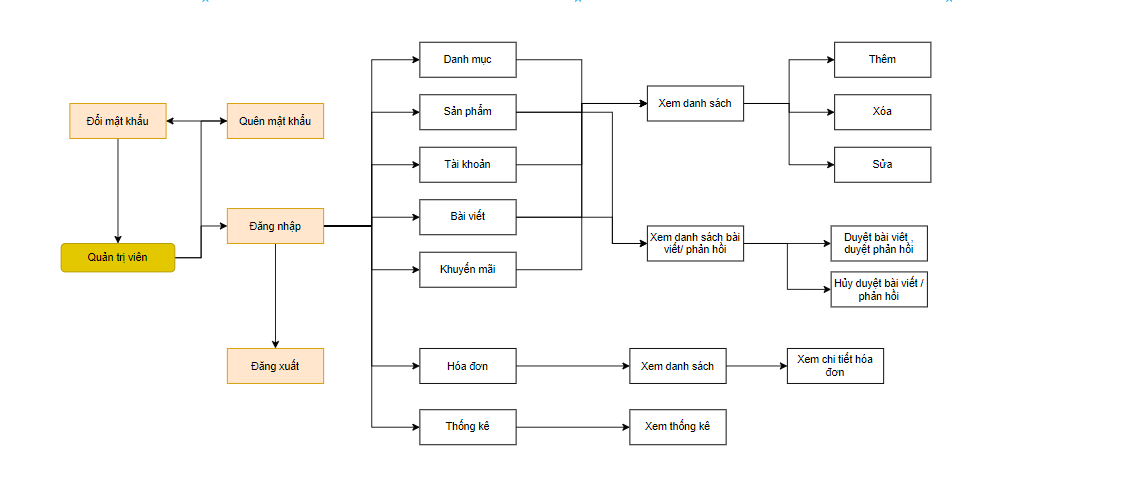 Danh mục
Thêm
Xem danh sách
Đổi mật khẩu
Quên mật khẩu
Sản phẩm
Xóa
Tài khoản
Sửa
Đăng nhập
Bài viết
Xem danh sách bài
viết/ phản hồi
Duyệt bài viết ,
duyệt phản hồi
Quản trị viên
Khuyến mãi
Hủy duyệt bài viết /
phản hồi
Đăng xuất
Hóa đơn
Xem danh sách
Xem chi tiết hóa
đơn
Thống kê
Xem thống kê